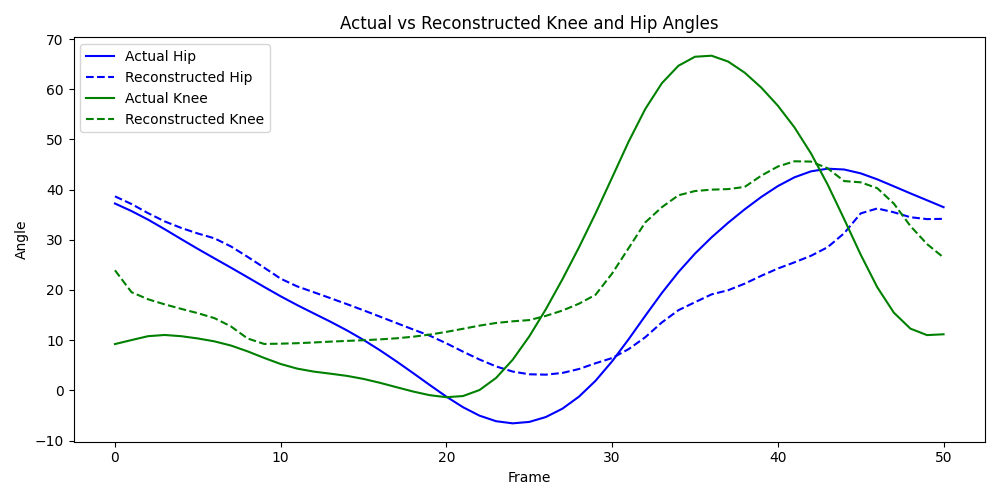 Actual vs Reconstructed Knee and Hip Angles
70
60
50
40
30
20
10
0
−10
Angle
Actual Hip
Reconstructed Hip
Actual Knee
Reconstructed Knee
0 10 20 30 40 50
Frame